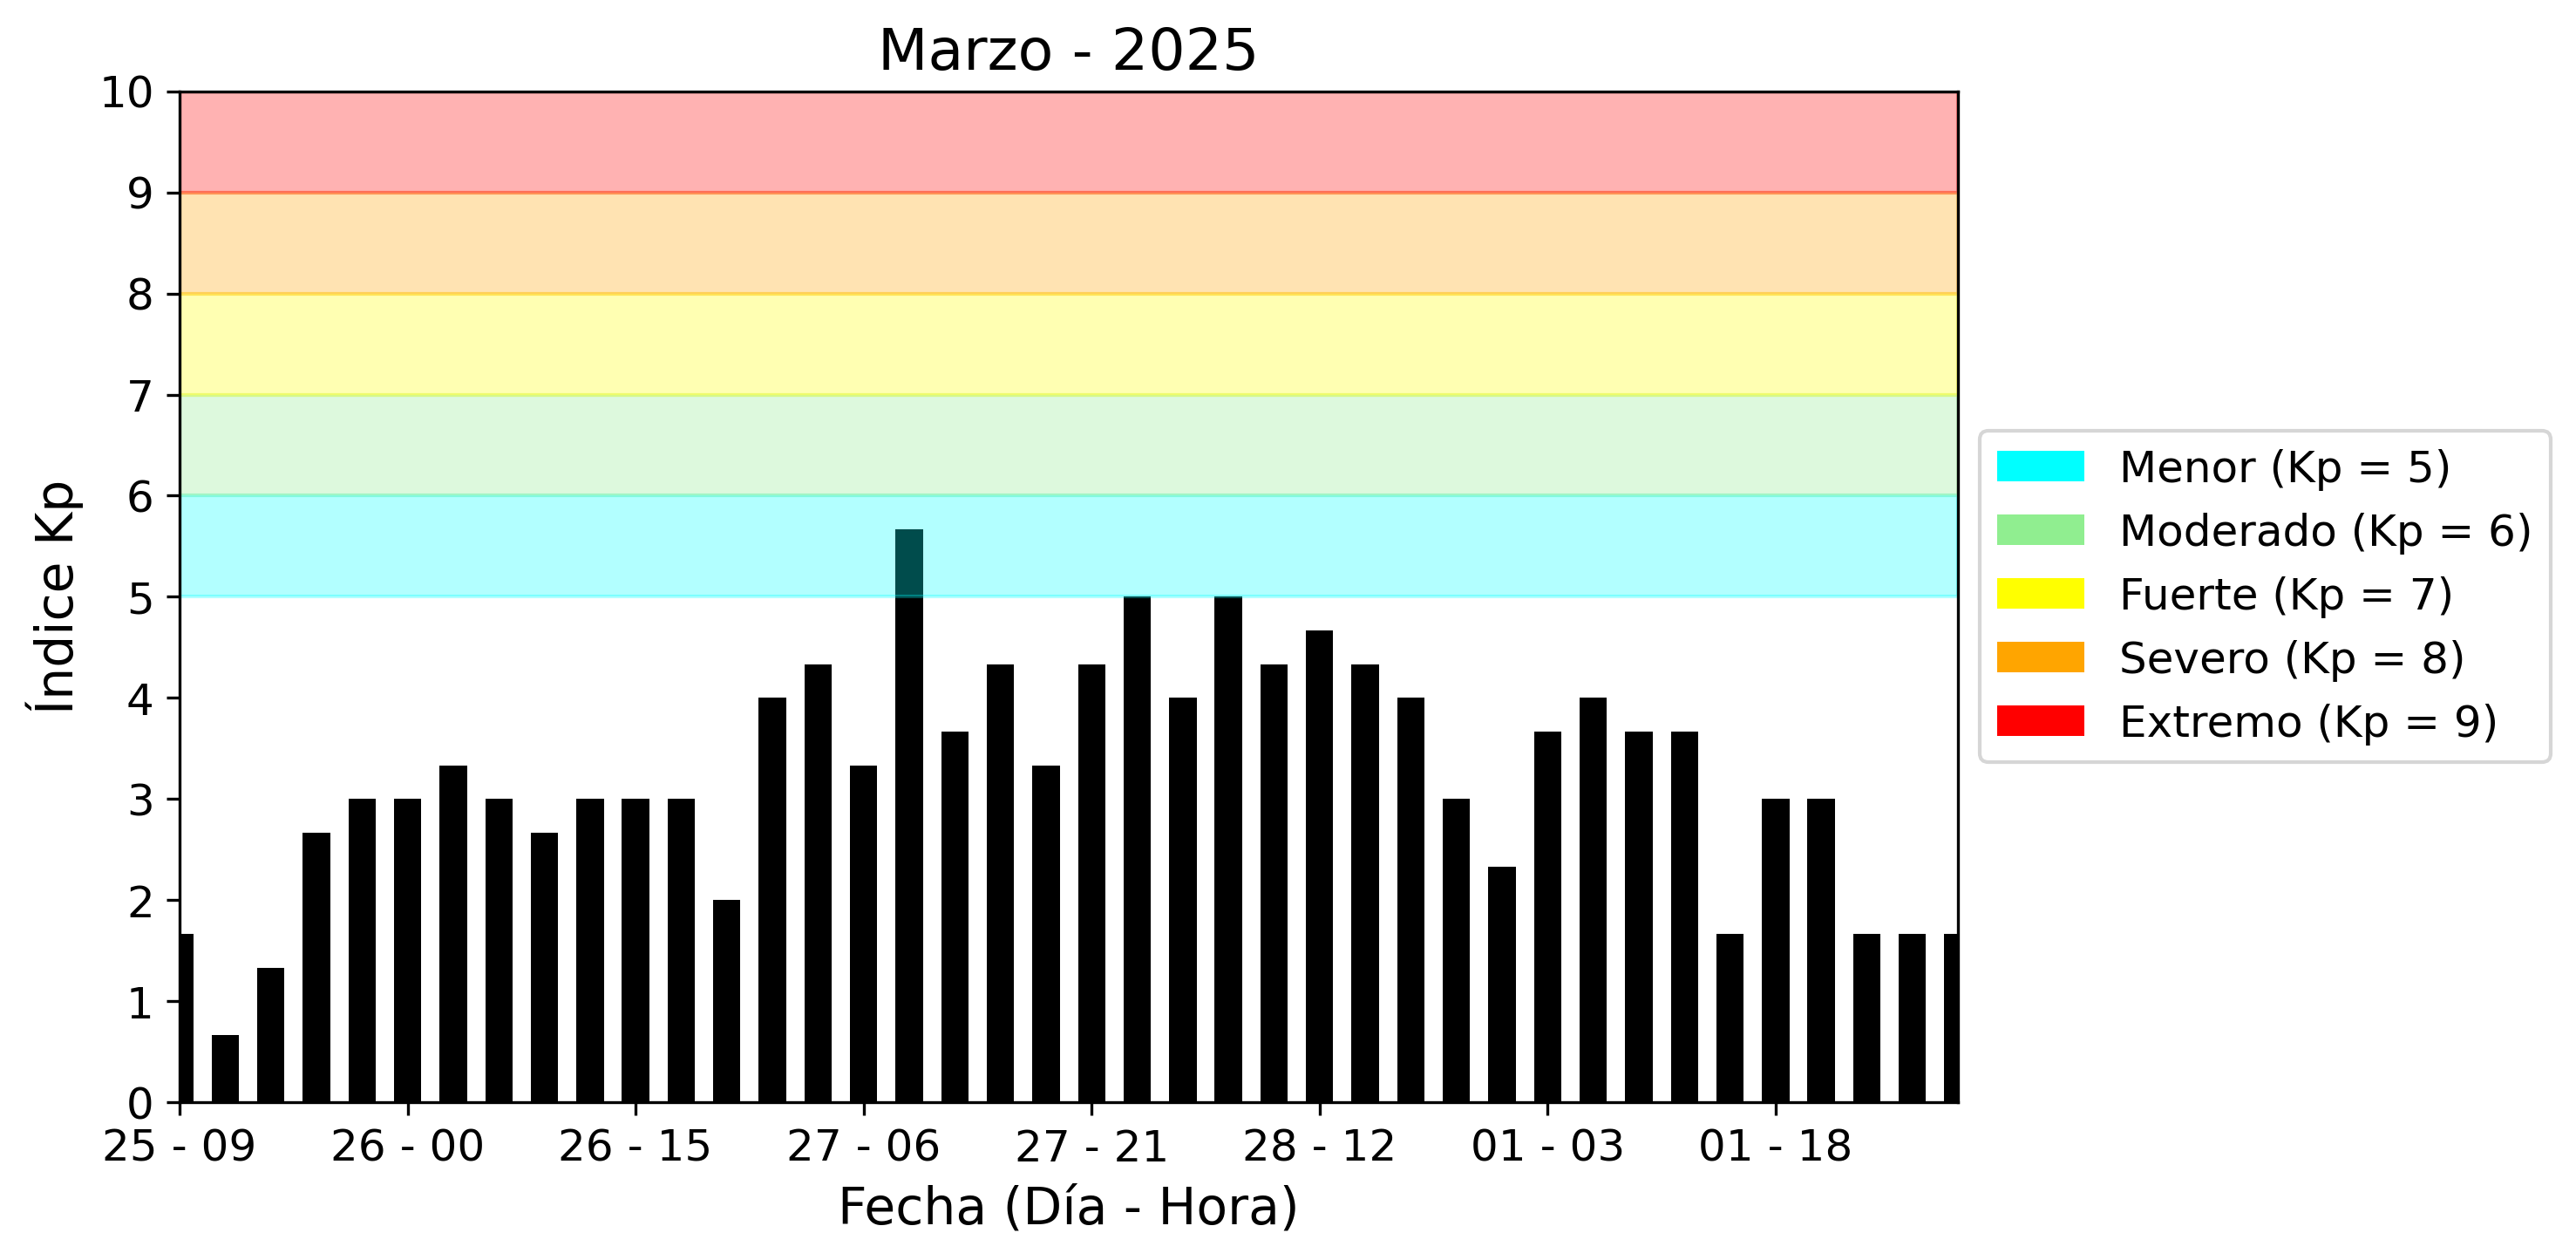 Marzo - 2025
10
9
8
7
6
5
4
3
2
1
0
Índice Kp
25 - 09
26 - 00
26 - 15
27 - 06
27 - 21
28 - 12
01 - 03
01 - 18
Fecha (Día - Hora)
Menor (Kp = 5)
Moderado (Kp = 6)
Fuerte (Kp = 7)
Severo (Kp = 8)
Extremo (Kp = 9)